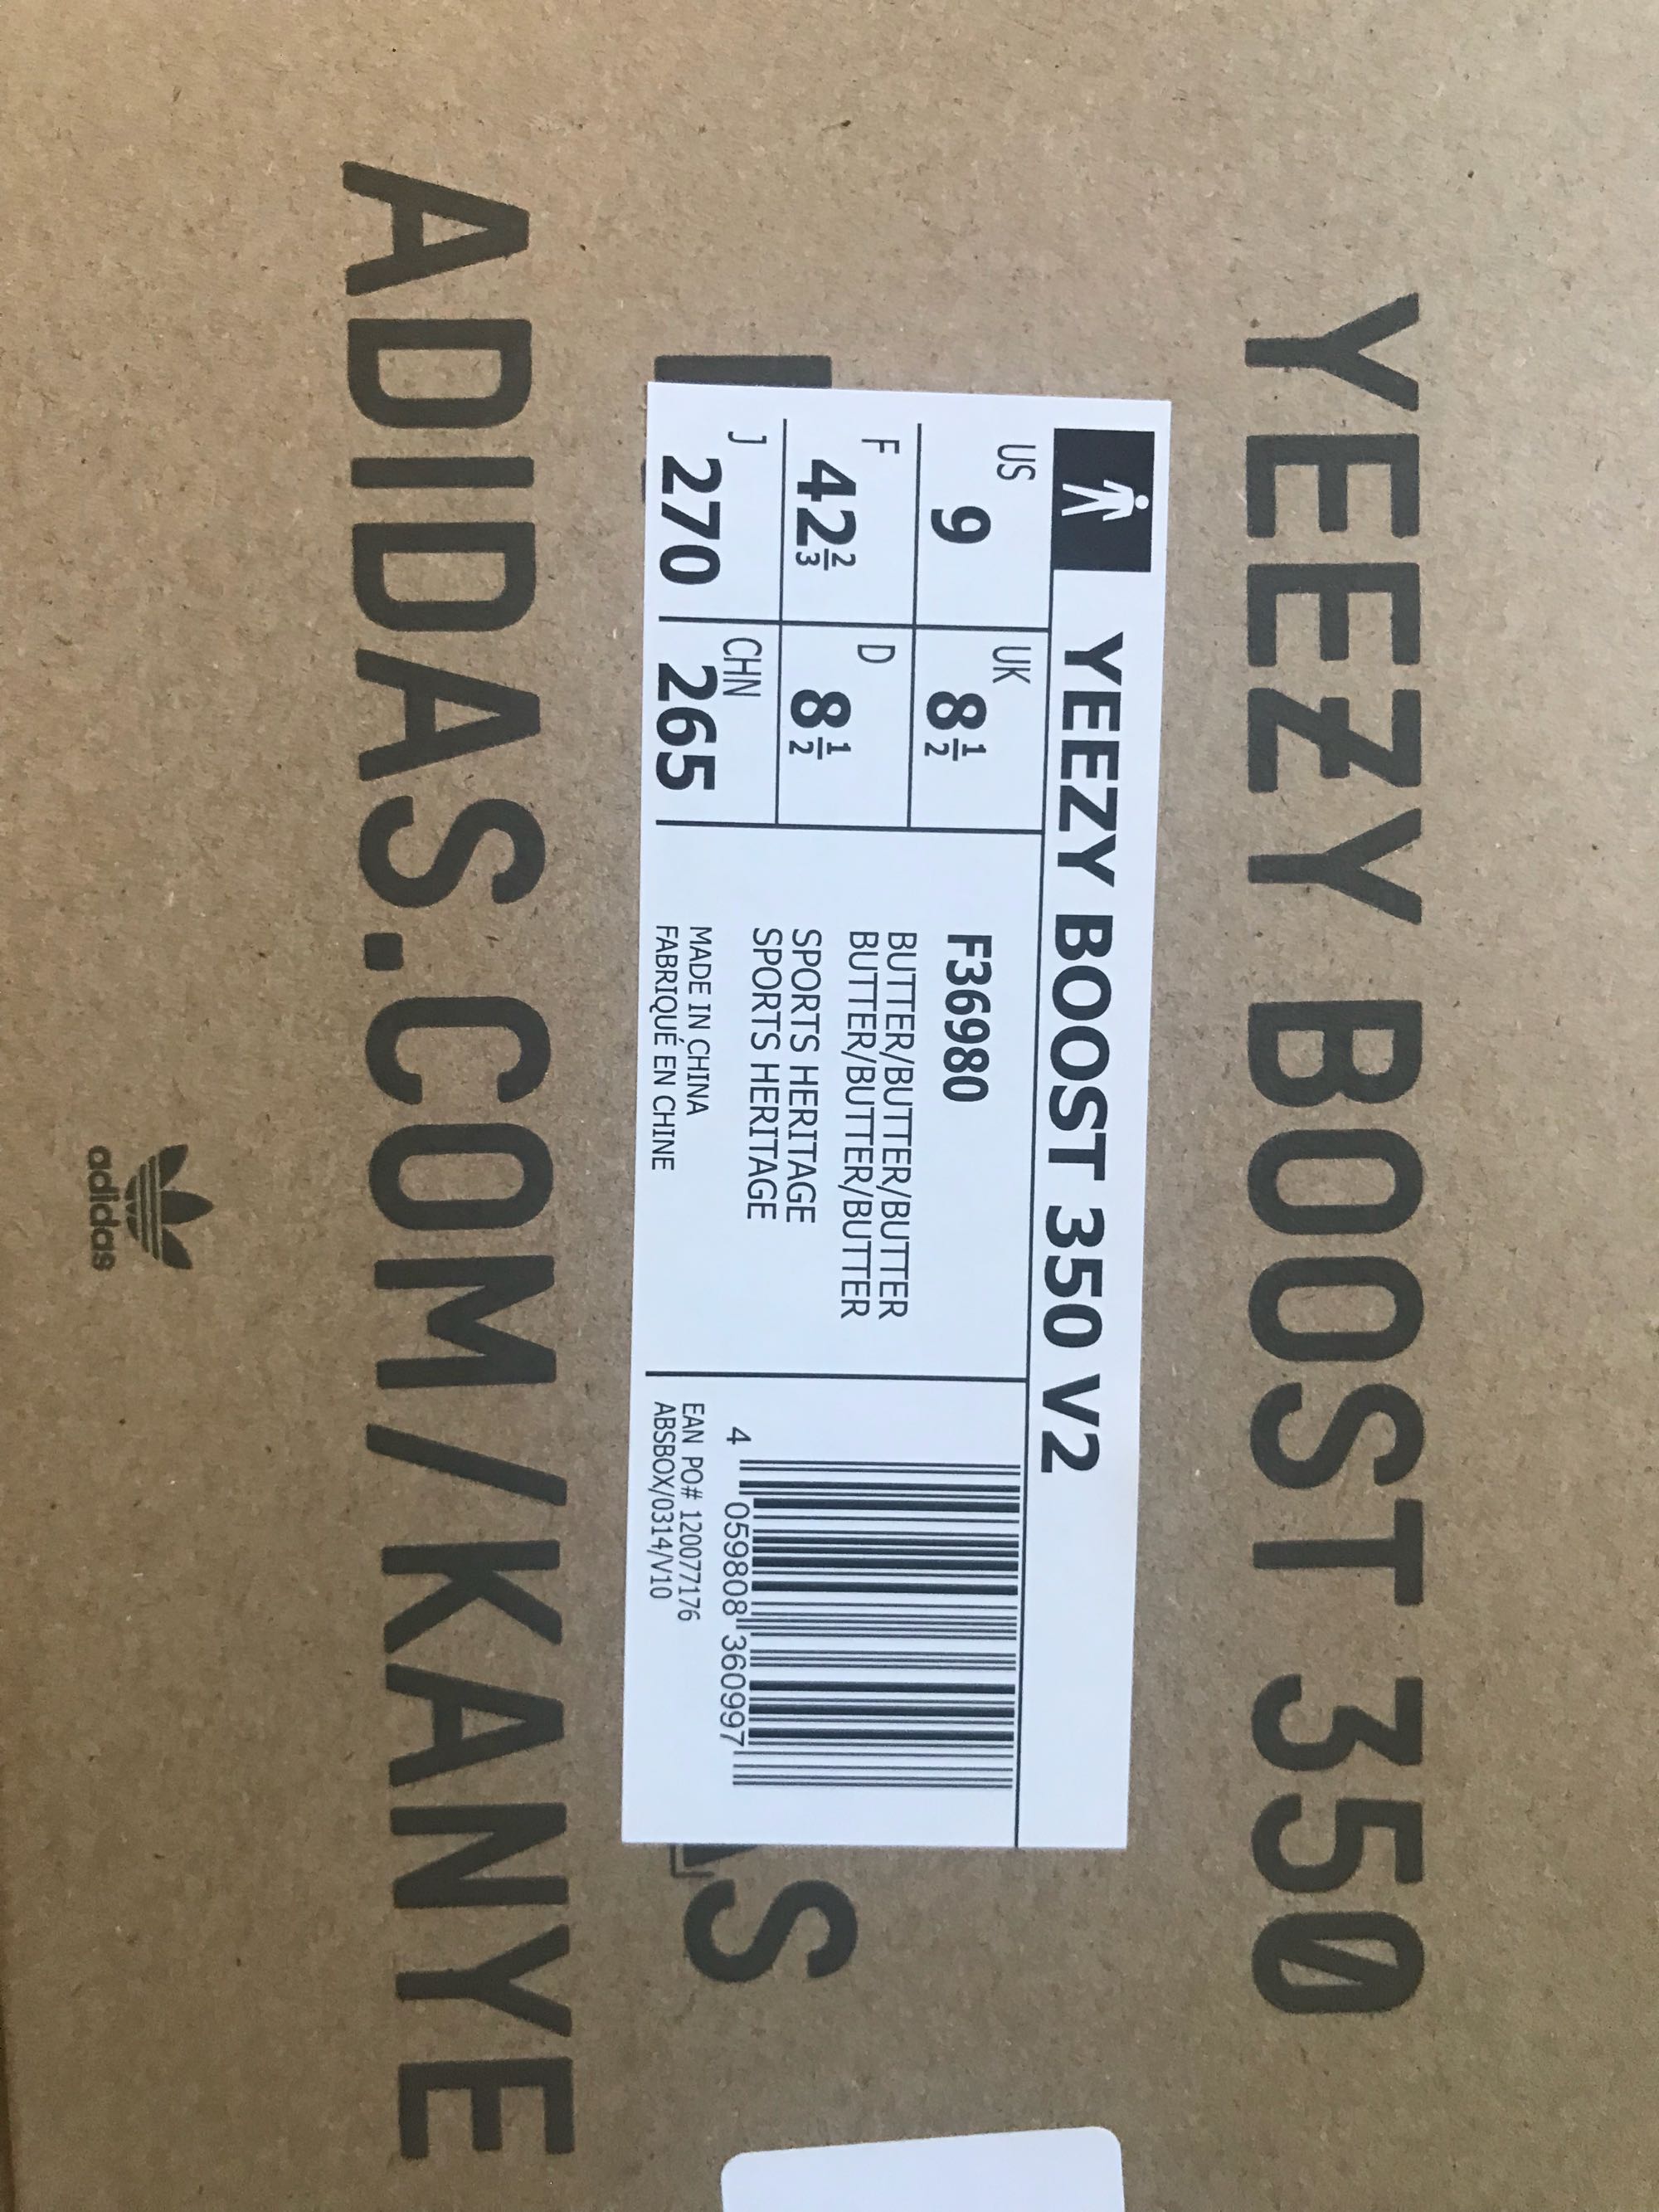 YEEZY BOOST 350
YEEZY BOOST 350 V2
US
9
UK
8 1/2
F
42 2/3
D
8 1/2
J
270
CHN
265
F36980
BUTTER/BUTTER/BUTTER
BUTTER/BUTTER/BUTTER
SPORTS HERITAGE
SPORTS HERITAGE
MADE IN CHINA
FABRIQUÉ EN CHINE
4 059808 360997
EAN PO# 120077176
ABSBOX/0314/V10
ADIDAS.COM/KANYE
adidas